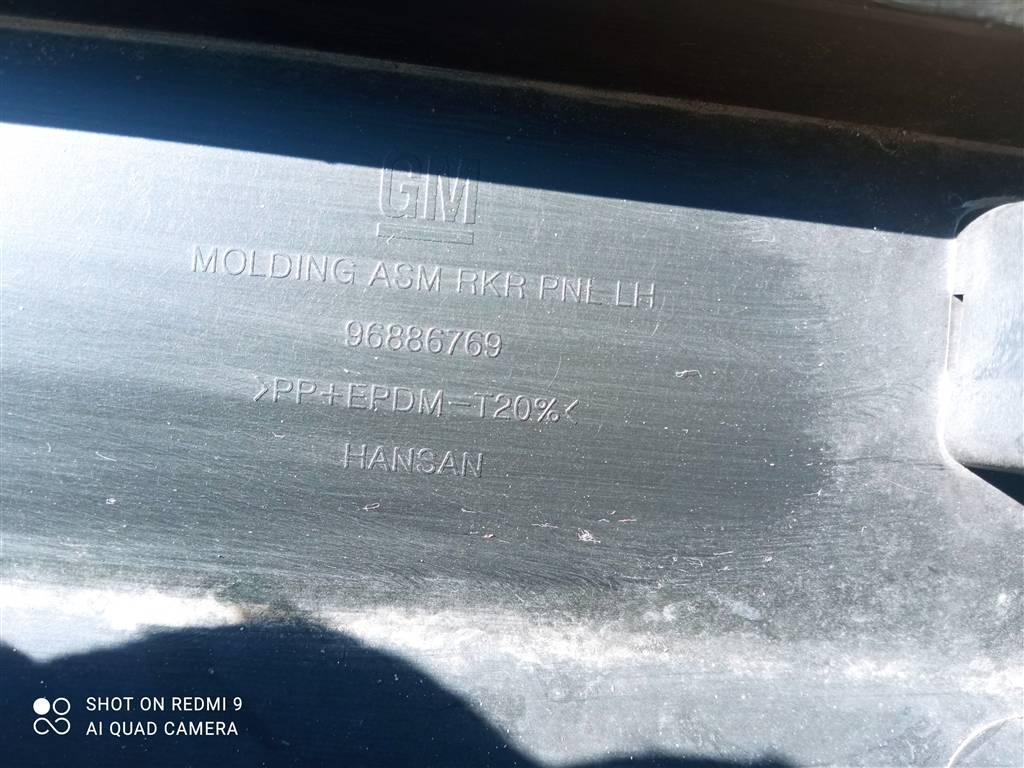 GM
MOLDING ASM RKR PNL LH
96886769
>PP+EPDM-T20%<
HANSAN
SHOT ON REDMI 9
AI QUAD CAMERA